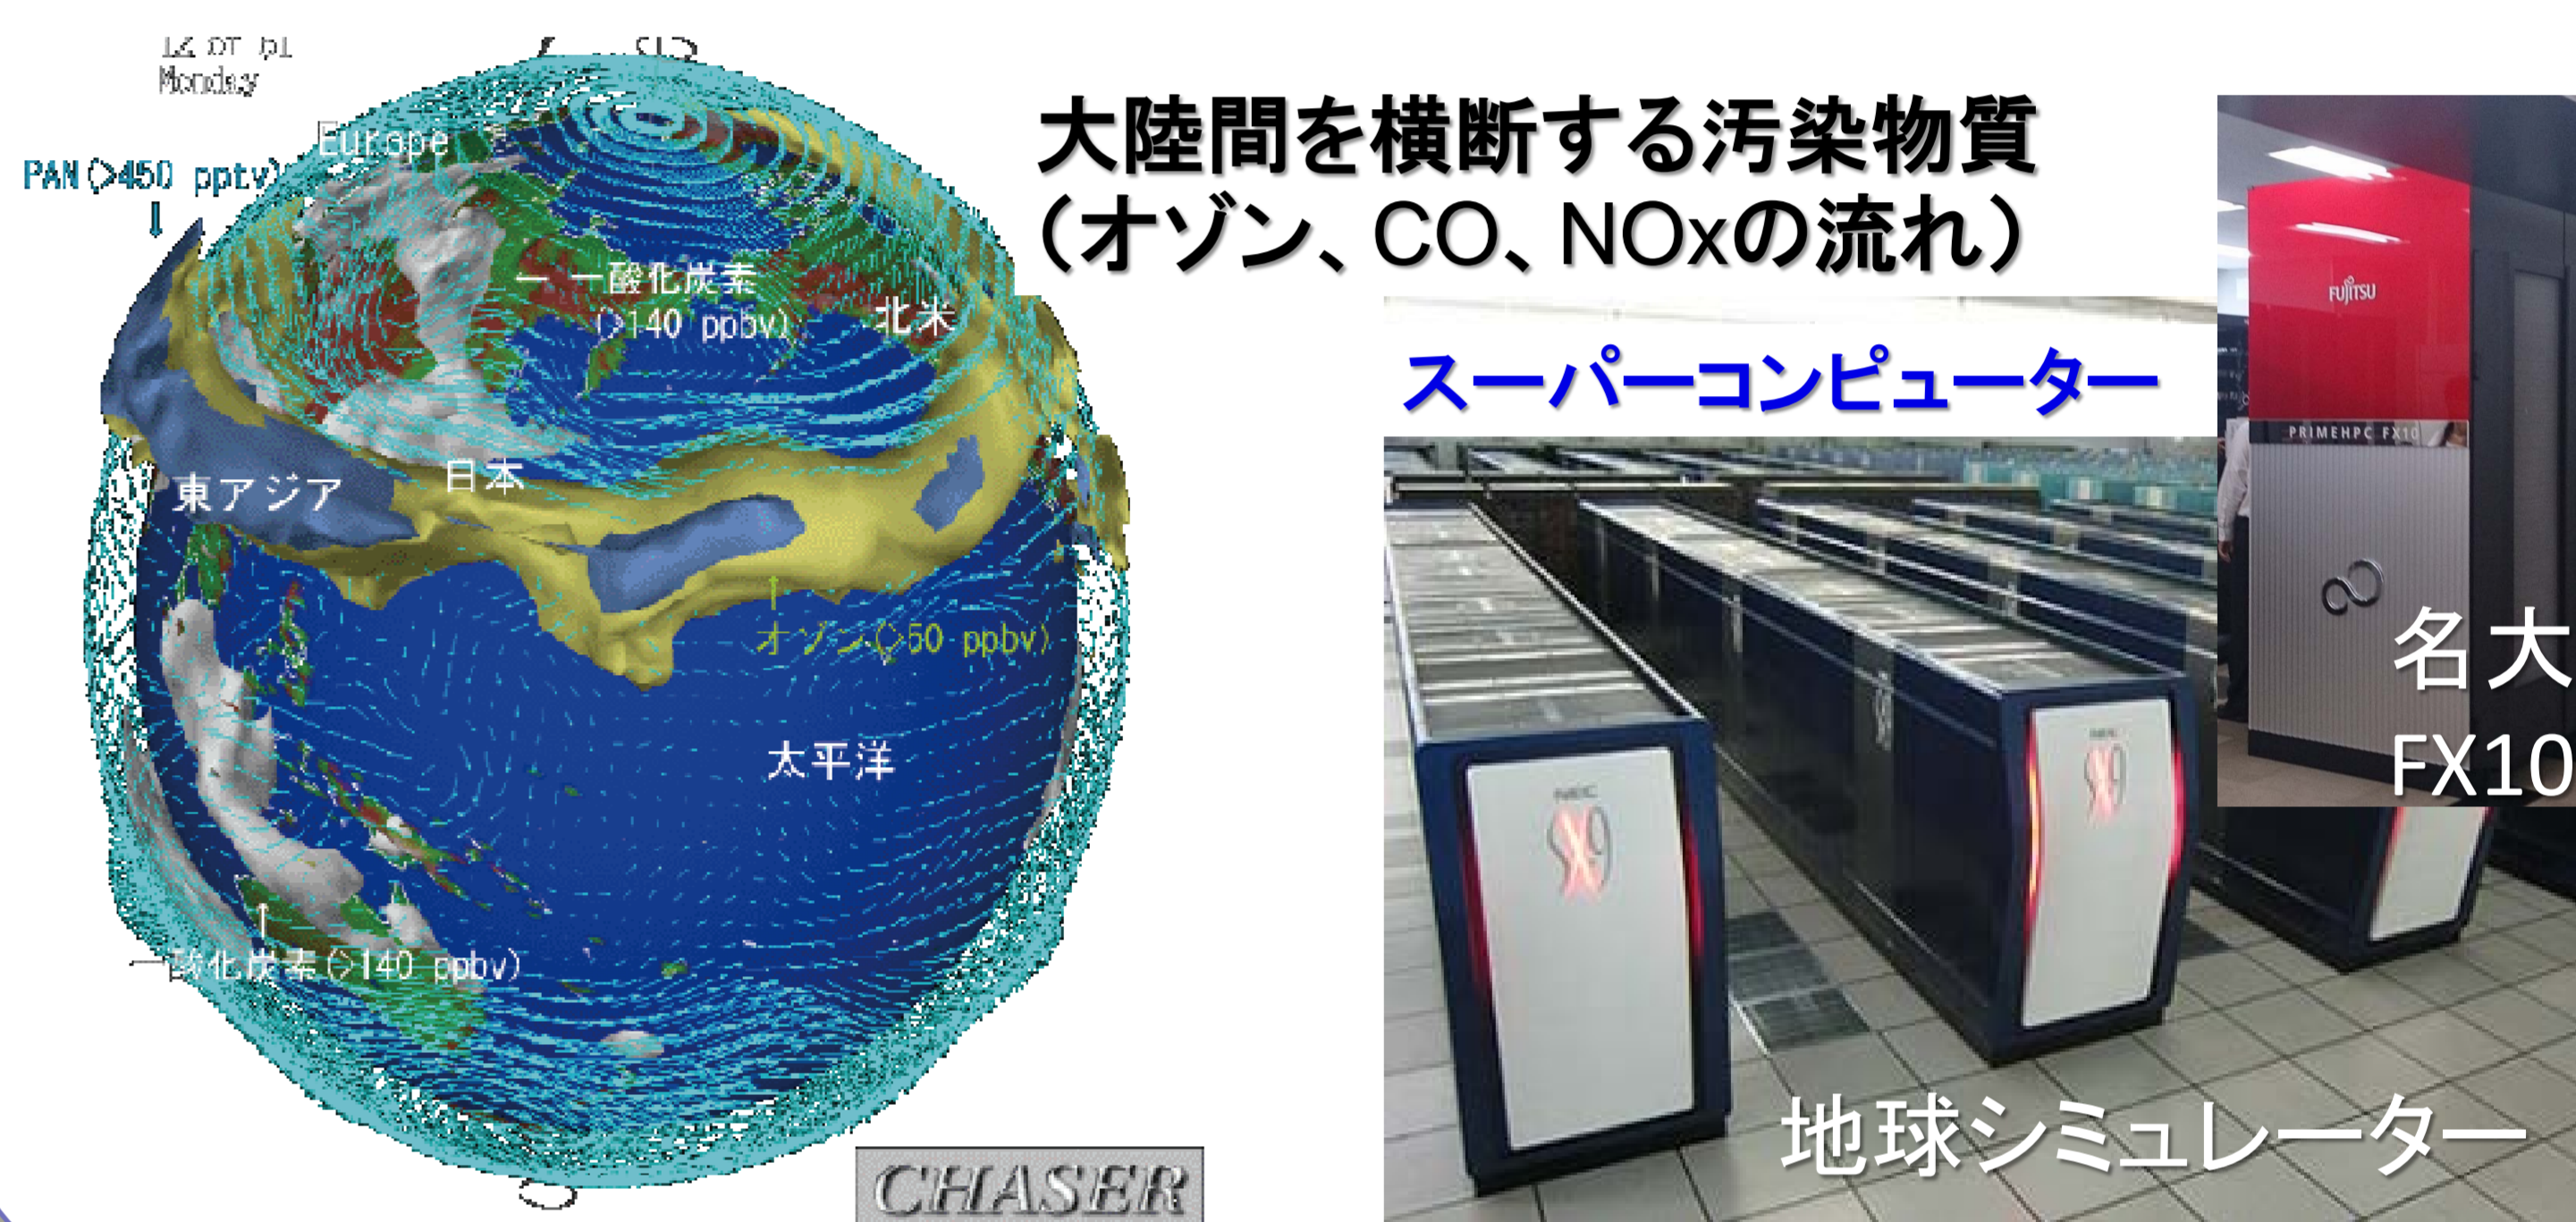 Monday
Europe
PAN(>450 pptv)
一酸化炭素
(>140 ppbv)
北米
東アジア
日本
オゾン(>50 ppbv)
太平洋
一酸化炭素(>140 ppbv)
CHASER
大陸間を横断する汚染物質
(オゾン、CO、NOxの流れ)
スーパーコンピューター
FUJITSU
PRIMEHPC FX10
名大
FX10
NEC
SX9
NEC
SX9
地球シミュレーター